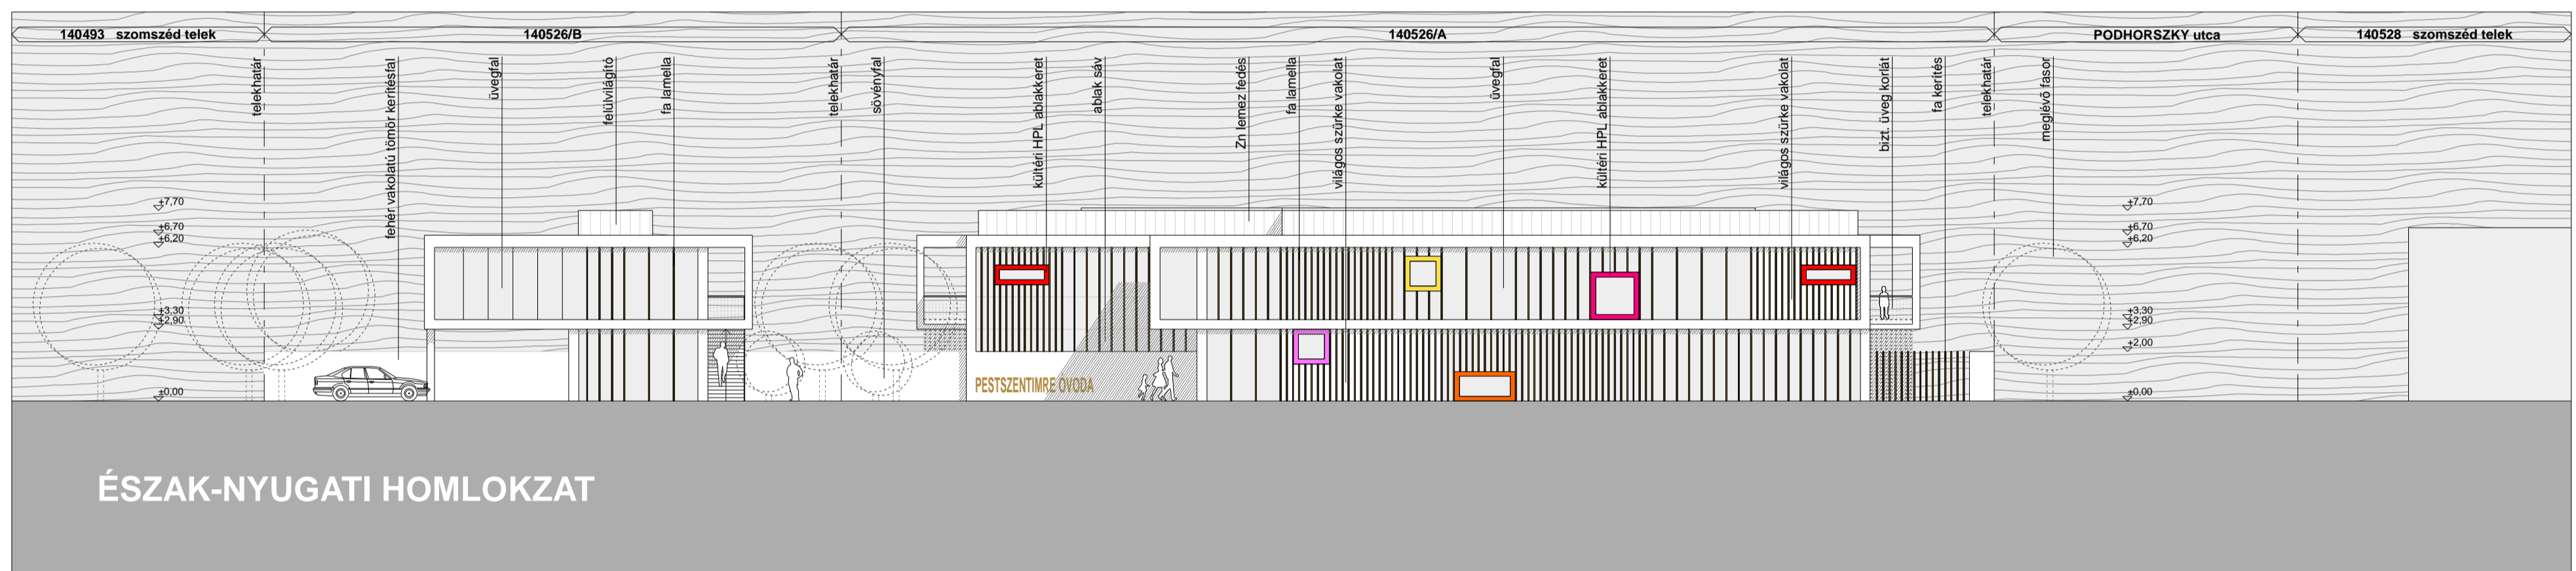 140493 szomszéd telek
140526/B
140526/A
PODHORSZKY utca
140528 szomszéd telek
telekhatár
fehér vakolatú tömör kerítésfal
üvegfal
felülvilágító
fa lamella
telekhatár
sövényfal
kültéri HPL ablakkeret
ablak sáv
Zn lemez fedés
fa lamella
világos szürke vakolat
üvegfal
kültéri HPL ablakkeret
világos szürke vakolat
bizt. üveg korlát
fa kerítés
telekhatár
meglévő fasor
+7,70
+6,70
+6,20
+3,30
+2,90
±0,00
+7,70
+6,70
+6,20
+3,30
+2,90
+2,00
±0,00
PESTSZENTIMRE ÓVODA
ÉSZAK-NYUGATI HOMLOKZAT